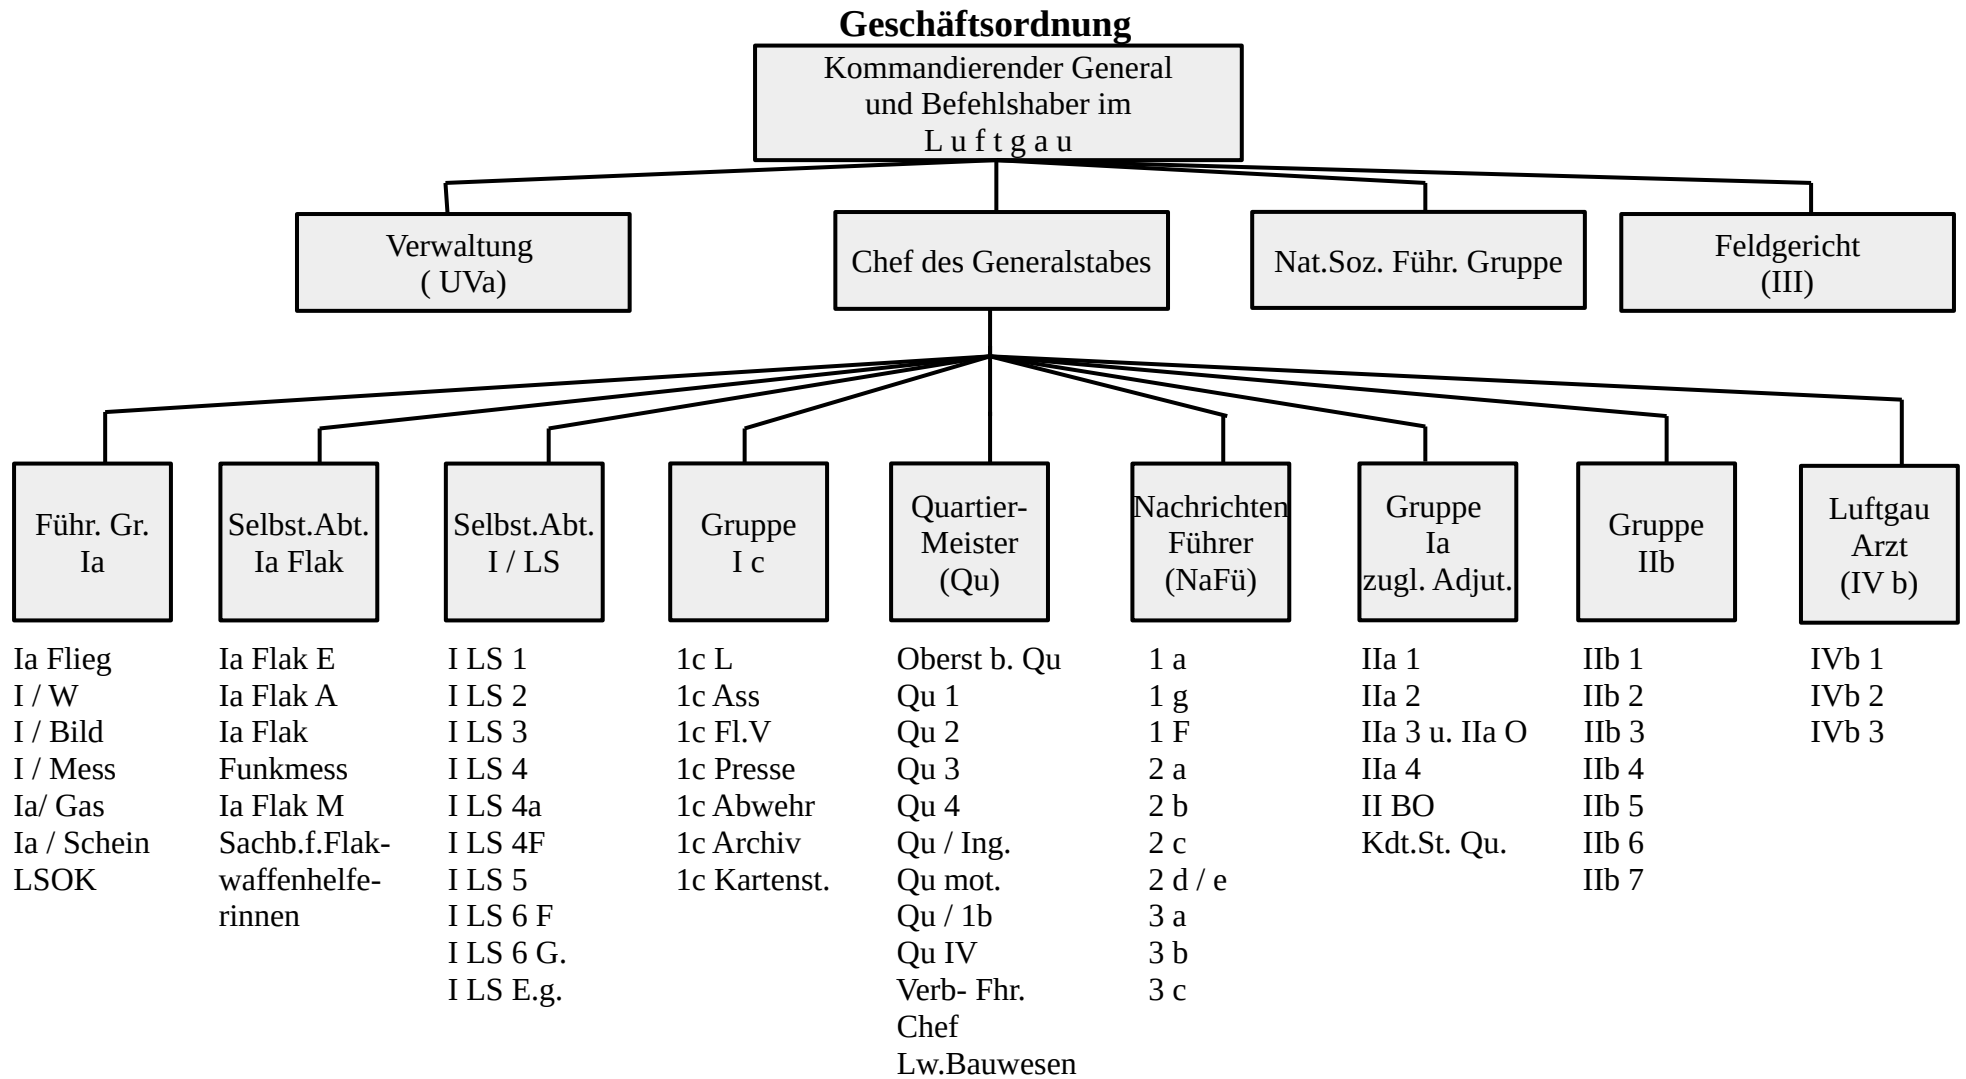 Geschäftsordnung
Kommandierender General
und Befehlshaber im
L u f t g a u
Verwaltung
( UVa)
Chef des Generalstabes
Nat.Soz. Führ. Gruppe
Feldgericht
(III)
Führ. Gr.
Ia
Selbst.Abt.
Ia Flak
Selbst.Abt.
I / LS
Gruppe
I c
Quartier-
Meister
(Qu)
Nachrichten
Führer
(NaFü)
Gruppe
Ia
zugl. Adjut.
Gruppe
IIb
Luftgau
Arzt
(IV b)
Ia Flieg
I / W
I / Bild
I / Mess
Ia/ Gas
Ia / Schein
LSOK
Ia Flak E
Ia Flak A
Ia Flak
Funkmess
Ia Flak M
Sachb.f.Flak-
waffenhelfe-
rinnen
I LS 1
I LS 2
I LS 3
I LS 4
I LS 4a
I LS 4F
I LS 5
I LS 6 F
I LS 6 G.
I LS E.g.
1c L
1c Ass
1c Fl.V
1c Presse
1c Abwehr
1c Archiv
1c Kartenst.
Oberst b. Qu
Qu 1
Qu 2
Qu 3
Qu 4
Qu / Ing.
Qu mot.
Qu / 1b
Qu IV
Verb- Fhr.
Chef
Lw.Bauwesen
1 a
1 g
1 F
2 a
2 b
2 c
2 d / e
3 a
3 b
3 c
IIa 1
IIa 2
IIa 3 u. IIa O
IIa 4
II BO
Kdt.St. Qu.
IIb 1
IIb 2
IIb 3
IIb 4
IIb 5
IIb 6
IIb 7
IVb 1
IVb 2
IVb 3